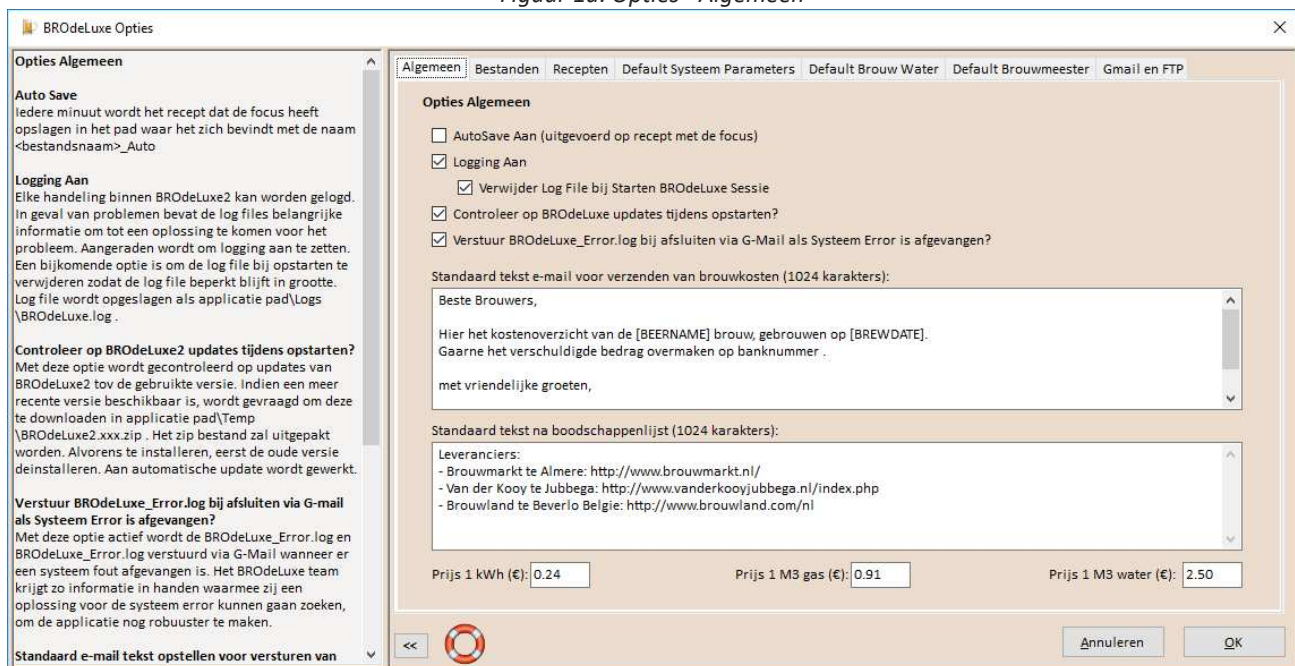 Figuur 1a: Opties - Algemeen
BROdeLuxe Opties
Opties Algemeen
Auto Save
Iedere minuut wordt het recept dat de focus heeft
opslagen in het pad waar het zich bevindt met de naam
<bestandsnaam>_Auto
Logging Aan
Elke handeling binnen BROdeLuxe2 kan worden gelogd.
In geval van problemen bevat de log files belangrijke
informatie om tot een oplossing te komen voor het
probleem. Aangeraden wordt om logging aan te zetten.
Een bijkomende optie is om de log file bij opstarten te
verwjderen zodat de log file beperkt blijft in grootte.
Log file wordt opgeslagen als applicatie pad\Logs
\BROdeLuxe.log .
Controleer op BROdeLuxe2 updates tijdens opstarten?
Met deze optie wordt gecontroleerd op updates van
BROdeLuxe2 tov de gebruikte versie. Indien een meer
recente versie beschikbaar is, wordt gevraagd om deze
te downloaden in applicatie pad\Temp
\BROdeLuxe2.xxx.zip . Het zip bestand zal uitgepakt
worden. Alvorens te installeren, eerst de oude versie
deinstalleren. Aan automatische update wordt gewerkt.
Verstuur BROdeLuxe_Error.log bij afsluiten via G-mail
als Systeem Error is afgevangen?
Met deze optie actief wordt de BROdeLuxe_Error.log en
BROdeLuxe_Error.log verstuurd via G-Mail wanneer er
een systeem fout afgevangen is. Het BROdeLuxe team
krijgt zo informatie in handen waarmee zij een
oplossing voor de systeem error kunnen gaan zoeken,
om de applicatie nog robuuster te maken.
Standaard e-mail tekst opstellen voor versturen van
Algemeen Bestanden Recepten Default Systeem Parameters Default Brouw Water Default Brouwmeester Gmail en FTP
Opties Algemeen
AutoSave Aan (uitgevoerd op recept met de focus)
Logging Aan
Verwijder Log File bij Starten BROdeLuxe Sessie
Controleer op BROdeLuxe updates tijdens opstarten?
Verstuur BROdeLuxe_Error.log bij afsluiten via G-Mail als Systeem Error is afgevangen?
Standaard tekst e-mail voor verzenden van brouwkosten (1024 karakters):
Beste Brouwers,
Hier het kostenoverzicht van de [BEERNAME] brouw, gebrouwen op [BREWDATE].
Gaarne het verschuldigde bedrag overmaken op banknummer .
met vriendelijke groeten,
Standaard tekst na boodschappenlijst (1024 karakters):
Leveranciers:
- Brouwmarkt te Almere: http://www.brouwmarkt.nl/
- Van der Kooy te Jubbega: http://www.vanderkooyjubbega.nl/index.php
- Brouwland te Beverlo Belgie: http://www.brouwland.com/nl
Prijs 1 kWh (€): 0.24 Prijs 1 M3 gas (€): 0.91 Prijs 1 M3 water (€): 2.50
<< Annuleren OK